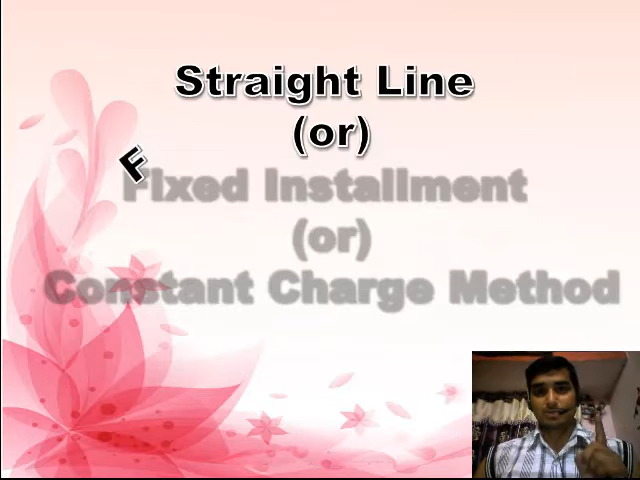 Straight Line
(or)
Fixed Installment
(or)
Constant Charge Method